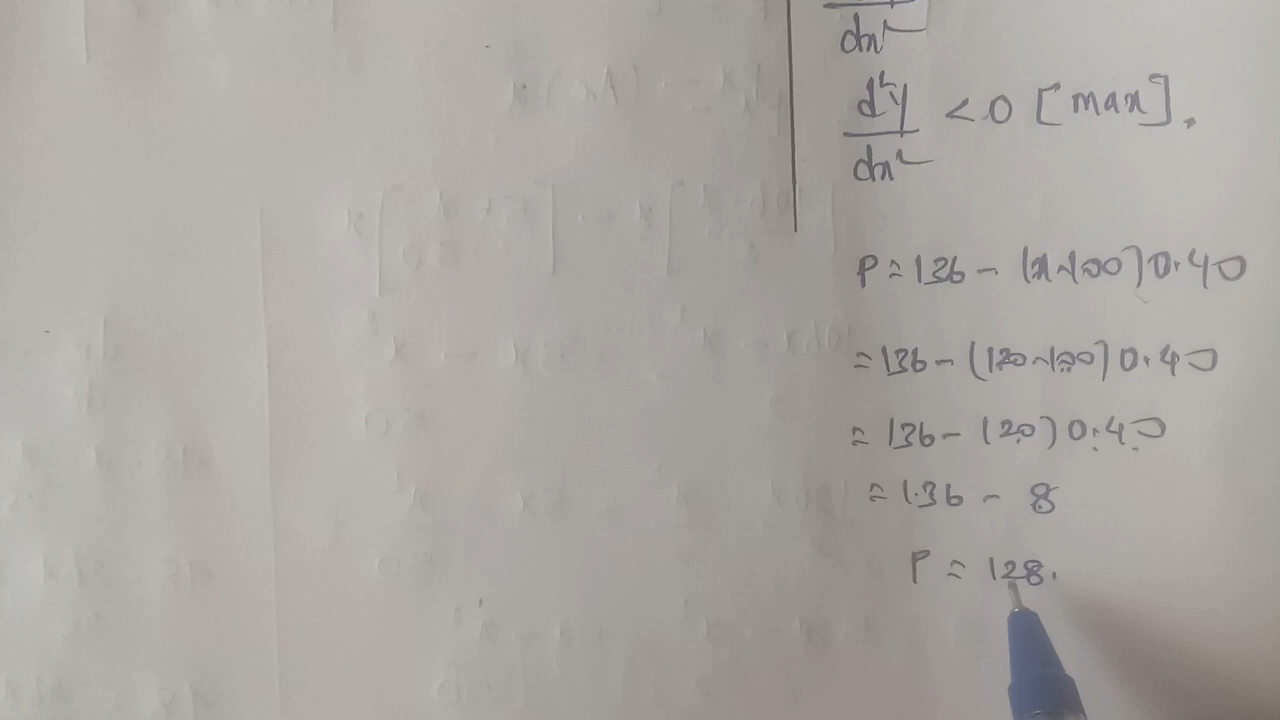 dx²
d²y/dx² < 0 [max].
P = 136 - (x-100) 0.40
= 136 - (120-100) 0.40
= 136 - (20) 0.40
= 136 - 8
P = 128.